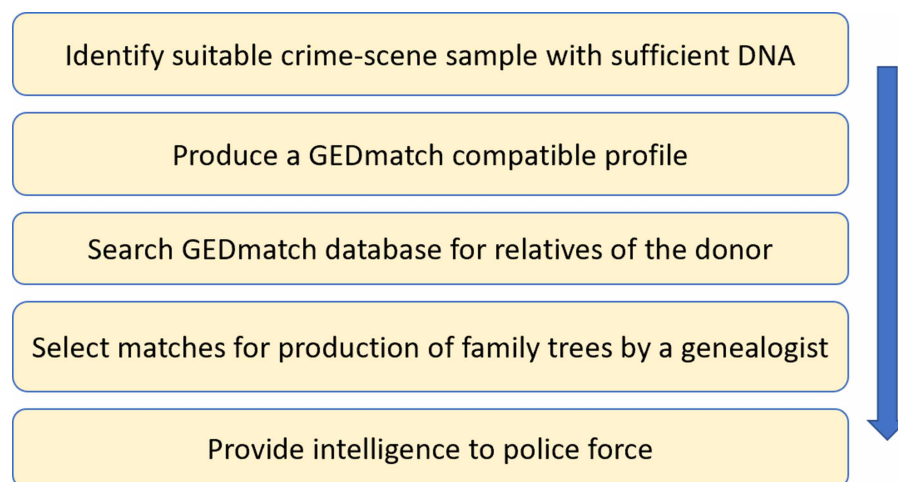 Identify suitable crime-scene sample with sufficient DNA
Produce a GEDmatch compatible profile
Search GEDmatch database for relatives of the donor
Select matches for production of family trees by a genealogist
Provide intelligence to police force